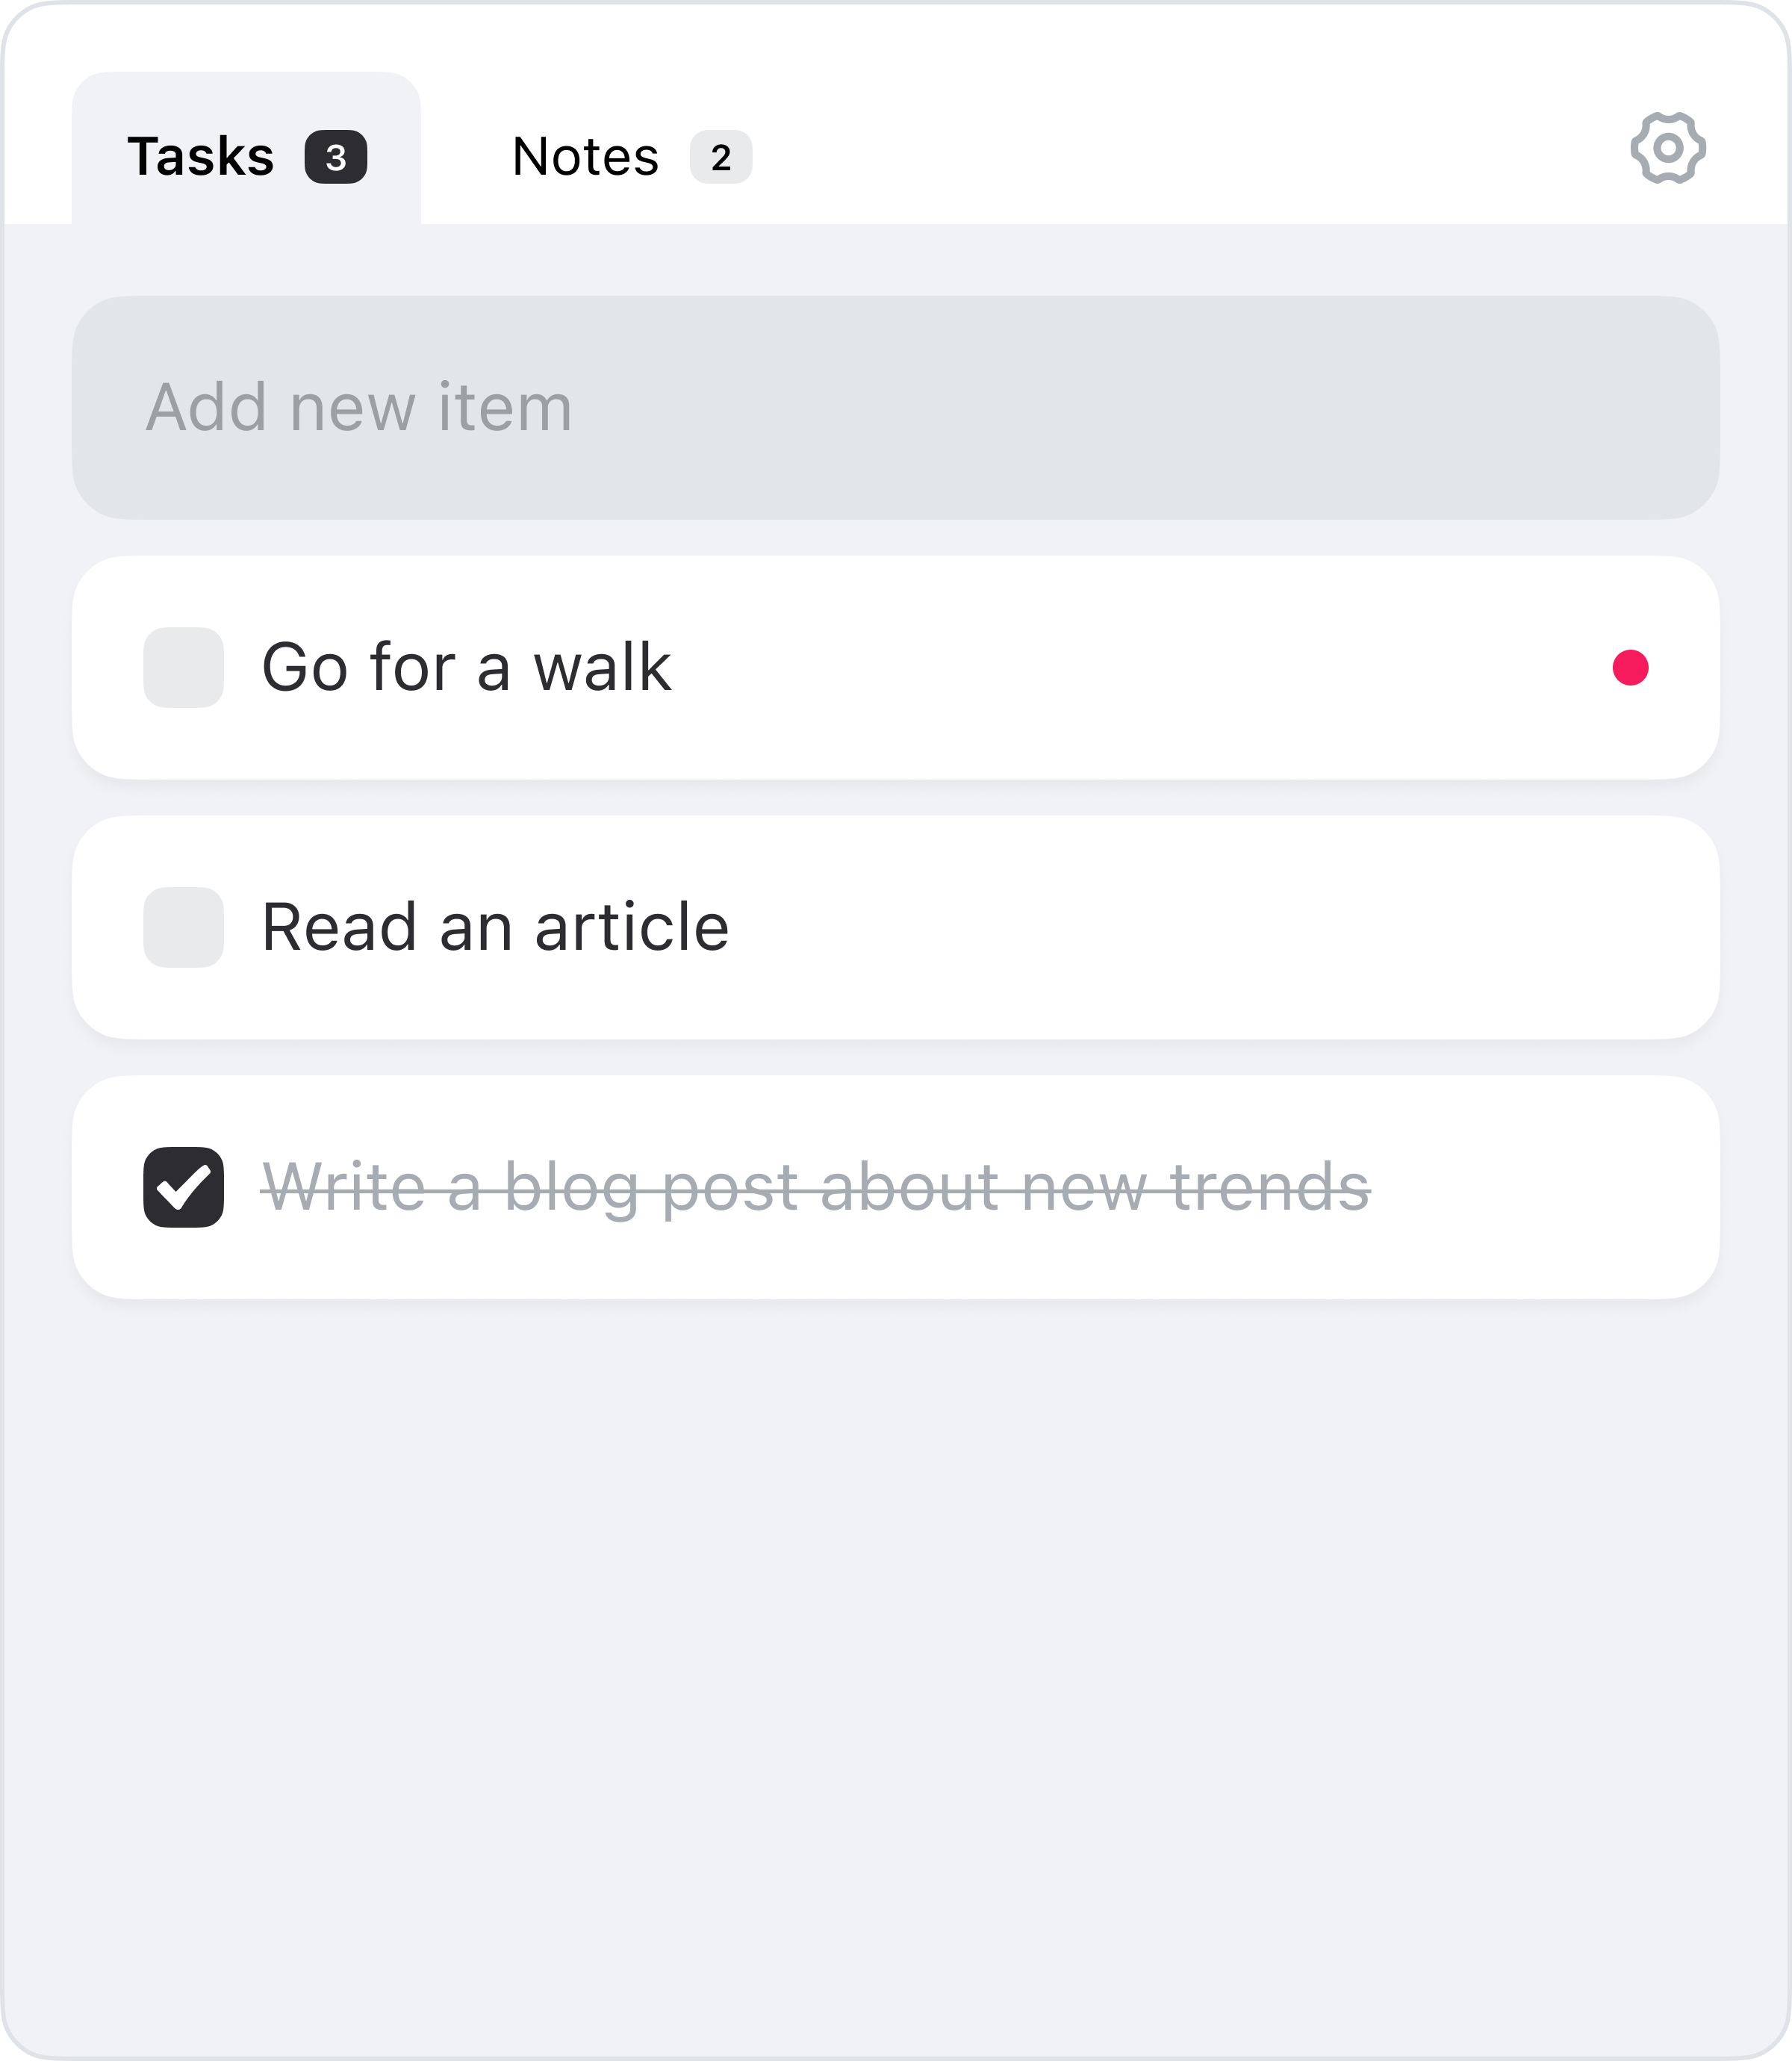 Tasks 3 Notes 2
Add new item
Go for a walk
Read an article
Write a blog post about new trends